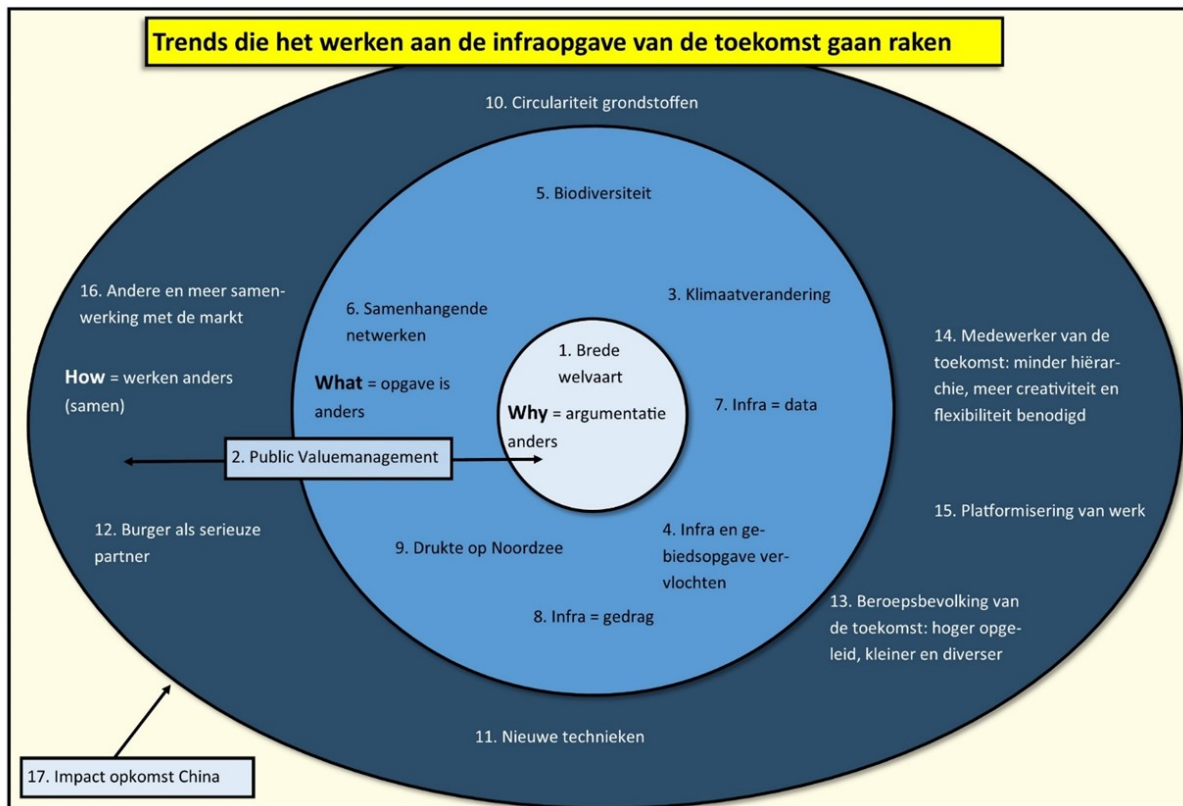 Trends die het werken aan de infraopgave van de toekomst gaan raken
10. Circulariteit grondstoffen
5. Biodiversiteit
16. Andere en meer samen-
werking met de markt
How = werken anders
(samen)
6. Samenhangende
netwerken
What = opgave is
anders
3. Klimaatverandering
1. Brede
welvaart
Why = argumentatie
anders
7. Infra = data
14. Medewerker van de
toekomst: minder hiërar-
chie, meer creativiteit en
flexibiliteit benodigd
2. Public Valuemanagement
12. Burger als serieuze
partner
9. Drukte op Noordzee
4. Infra en ge-
biedsopgave ver-
vlochten
15. Platformisering van werk
8. Infra = gedrag
13. Beroepsbevolking van
de toekomst: hoger opge-
leid, kleiner en diverser
11. Nieuwe technieken
17. Impact opkomst China